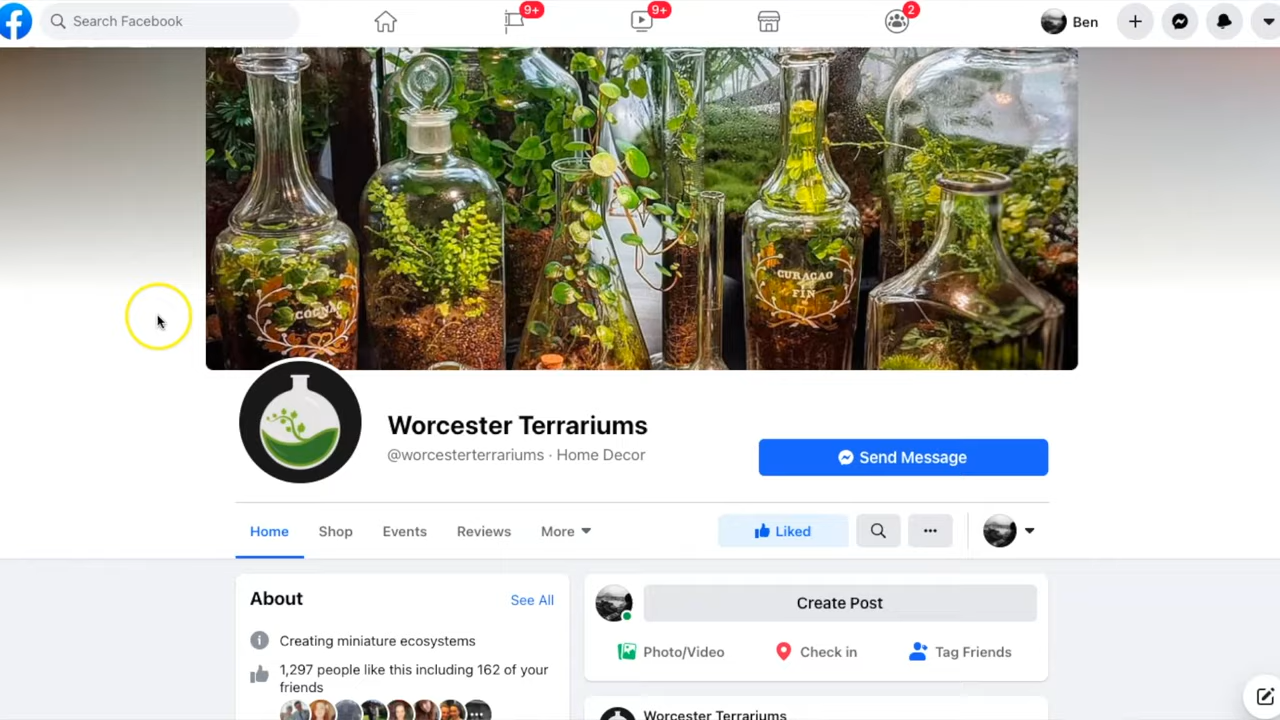 Search Facebook
9+
9+
2
Ben
COGNAC
CURACAO
FIN
Worcester Terrariums
@worcesterterrariums · Home Decor
Send Message
Home
Shop
Events
Reviews
More
Liked
About
See All
Create Post
Creating miniature ecosystems
Photo/Video
Check in
Tag Friends
1,297 people like this including 162 of your
friends
Worcester Terrariums